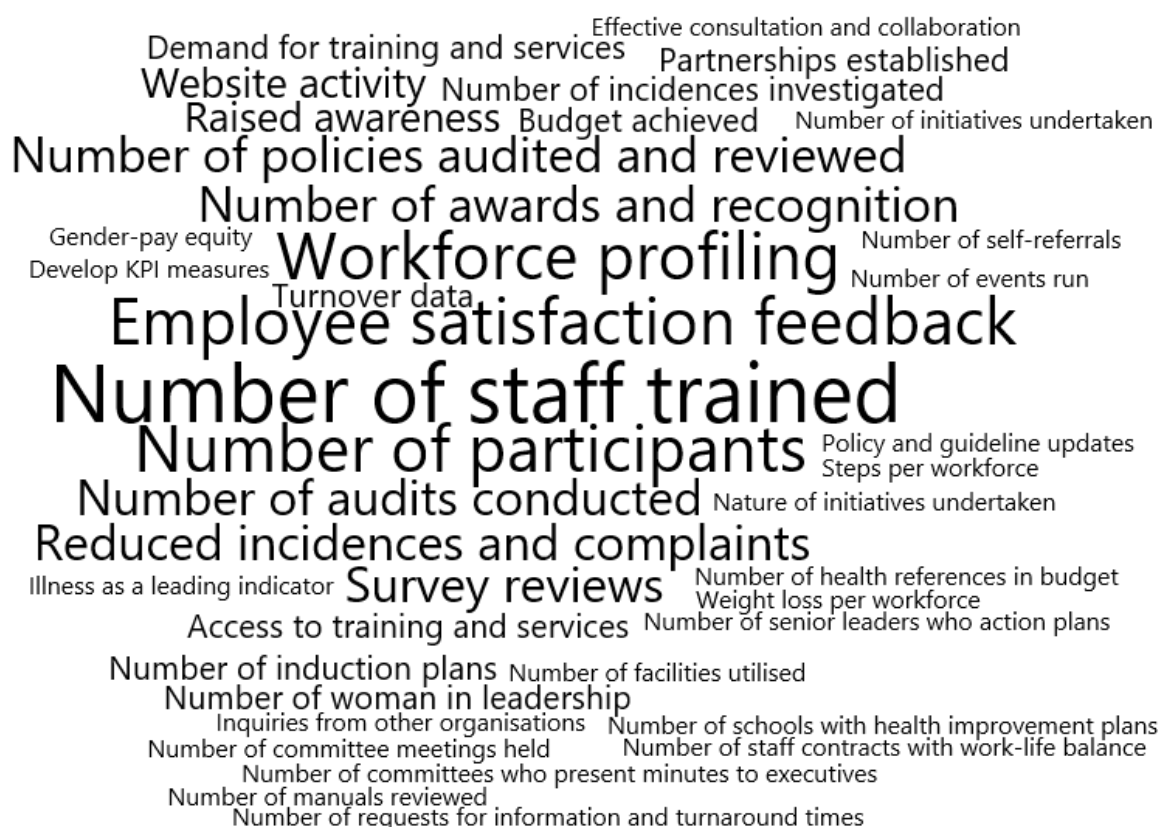 Effective consultation and collaboration
Demand for training and services
Partnerships established
Website activity
Number of incidences investigated
Raised awareness
Budget achieved
Number of initiatives undertaken
Number of policies audited and reviewed
Number of awards and recognition
Gender-pay equity
Workforce profiling
Number of self-referrals
Develop KPI measures
Number of events run
Turnover data
Employee satisfaction feedback
Number of staff trained
Number of participants
Policy and guideline updates
Steps per workforce
Number of audits conducted
Nature of initiatives undertaken
Reduced incidences and complaints
Illness as a leading indicator
Survey reviews
Number of health references in budget
Weight loss per workforce
Access to training and services
Number of senior leaders who action plans
Number of induction plans
Number of facilities utilised
Number of woman in leadership
Inquiries from other organisations
Number of schools with health improvement plans
Number of committee meetings held
Number of staff contracts with work-life balance
Number of committees who present minutes to executives
Number of manuals reviewed
Number of requests for information and turnaround times